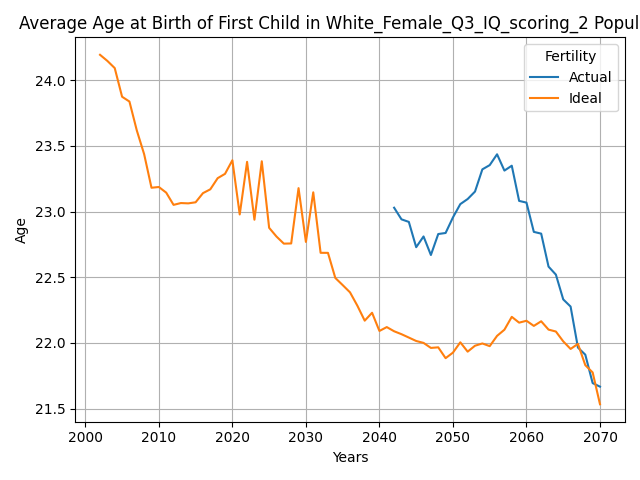 Average Age at Birth of First Child in White_Female_Q3_IQ_scoring_2 Popul
Fertility
Actual
Ideal
24.0
23.5
23.0
22.5
22.0
21.5
Age
2000 2010 2020 2030 2040 2050 2060 2070
Years